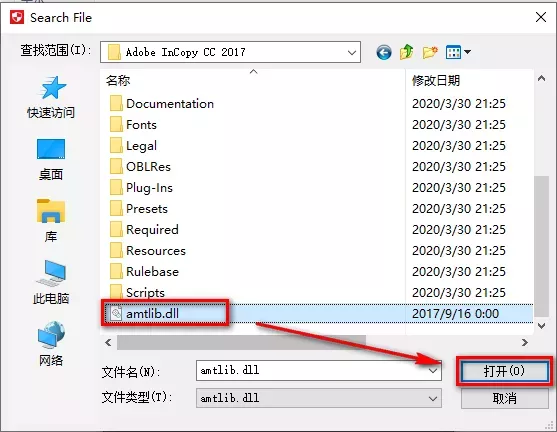 Search File
查找范围(I):
Adobe InCopy CC 2017
名称
修改日期
Documentation
2020/3/30 21:25
Fonts
2020/3/30 21:25
Legal
2020/3/30 21:25
OBLRes
2020/3/30 21:25
Plug-Ins
2020/3/30 21:25
Presets
2020/3/30 21:25
Required
2020/3/30 21:25
Resources
2020/3/30 21:25
Rulebase
2020/3/30 21:25
Scripts
2020/3/30 21:25
amtlib.dll
2017/9/16 0:00
快速访问
桌面
库
此电脑
网络
文件名(N):
amtlib.dll
打开(O)
文件类型(T):
amtlib.dll
取消